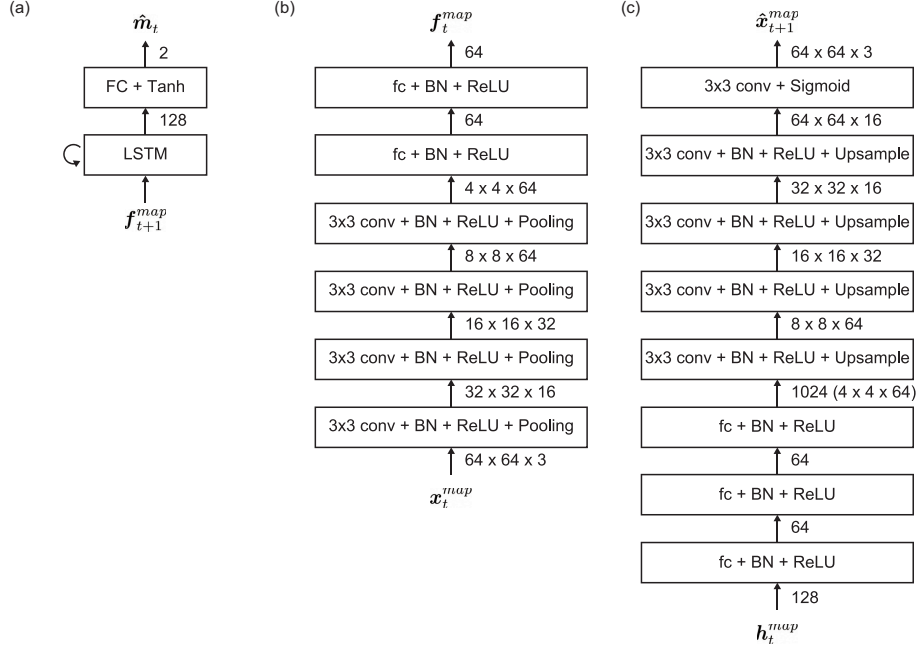 (a)
m̂_t
2
FC + Tanh
128
LSTM
f_{t+1}^{map}
(b)
f_t^{map}
64
fc + BN + ReLU
64
fc + BN + ReLU
4 x 4 x 64
3x3 conv + BN + ReLU + Pooling
8 x 8 x 64
3x3 conv + BN + ReLU + Pooling
16 x 16 x 32
3x3 conv + BN + ReLU + Pooling
32 x 32 x 16
3x3 conv + BN + ReLU + Pooling
64 x 64 x 3
x_t^{map}
(c)
x̂_{t+1}^{map}
64 x 64 x 3
3x3 conv + Sigmoid
64 x 64 x 16
3x3 conv + BN + ReLU + Upsample
32 x 32 x 16
3x3 conv + BN + ReLU + Upsample
16 x 16 x 32
3x3 conv + BN + ReLU + Upsample
8 x 8 x 64
3x3 conv + BN + ReLU + Upsample
1024 (4 x 4 x 64)
fc + BN + ReLU
64
fc + BN + ReLU
64
fc + BN + ReLU
128
h_t^{map}